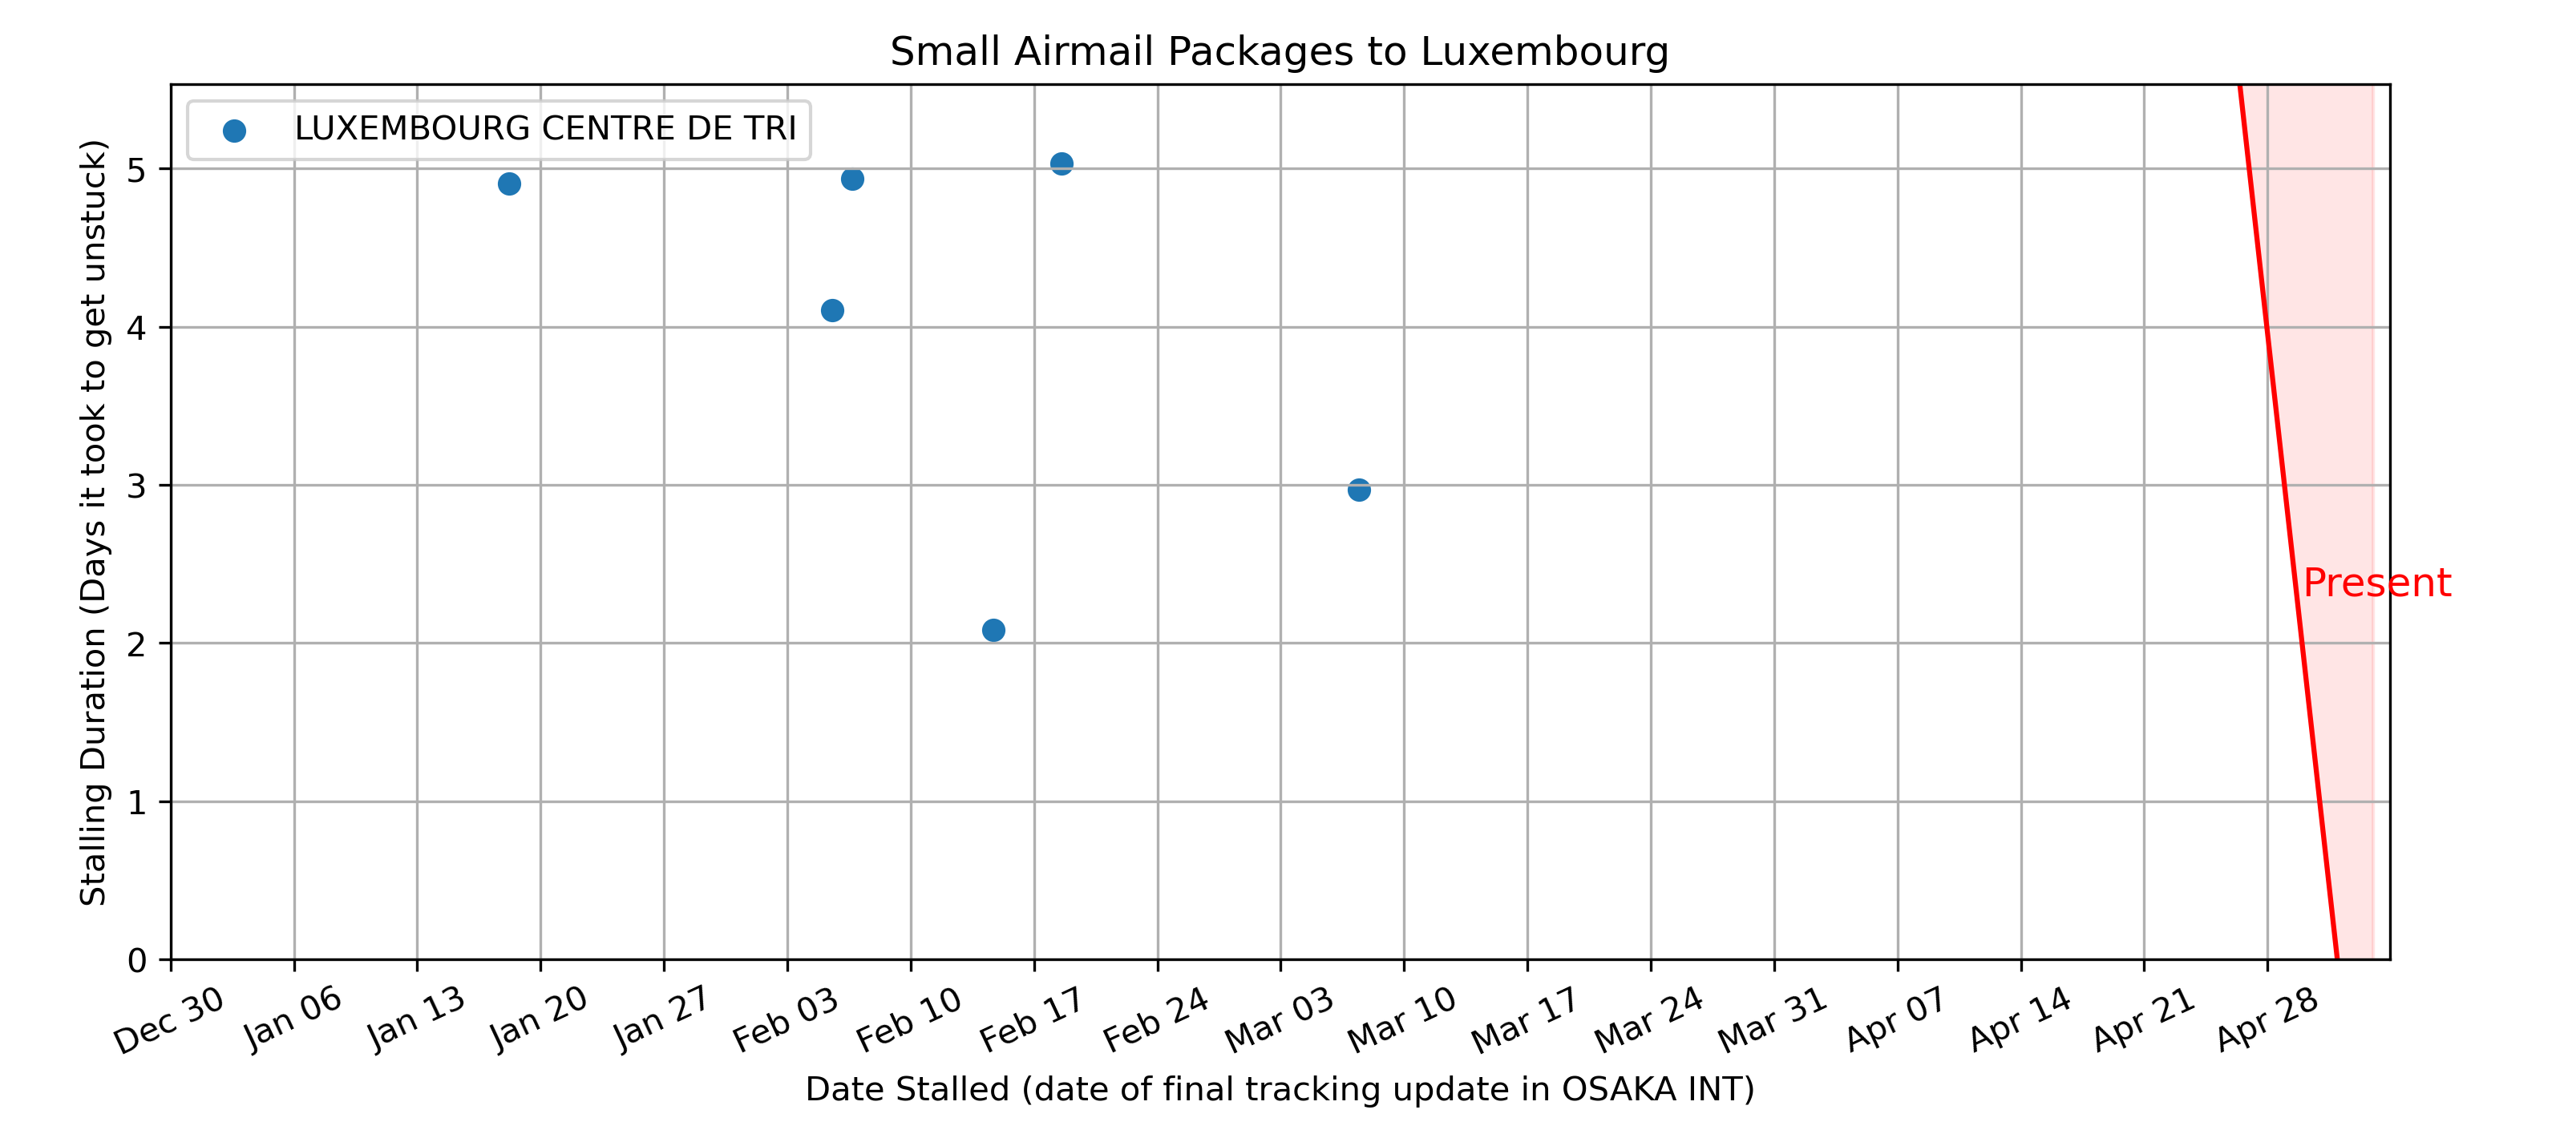 Small Airmail Packages to Luxembourg
LUXEMBOURG CENTRE DE TRI
Stalling Duration (Days it took to get unstuck)
5
4
3
2
1
0
Present
Dec 30 Jan 06 Jan 13 Jan 20 Jan 27 Feb 03 Feb 10 Feb 17 Feb 24 Mar 03 Mar 10 Mar 17 Mar 24 Mar 31 Apr 07 Apr 14 Apr 21 Apr 28
Date Stalled (date of final tracking update in OSAKA INT)